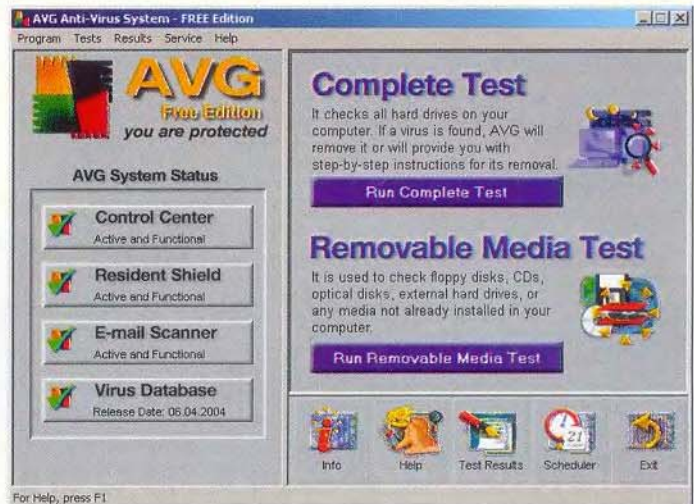 AVG Anti-Virus System - FREE Edition
Program Tests Results Service Help
AVG
Free Edition
you are protected
AVG System Status
Control Center
Active and Functional
Resident Shield
Active and Functional
E-mail Scanner
Active and Functional
Virus Database
Release Date: 06.04.2004
Complete Test
It checks all hard drives on your
computer. If a virus is found, AVG will
remove it or will provide you with
step-by-step instructions for its removal.
Run Complete Test
Removable Media Test
It is used to check floppy disks, CDs,
optical disks, external hard drives, or
any media not already installed in your
computer.
Run Removable Media Test
21
Info Help Test Results Scheduler Exit
For Help, press F1